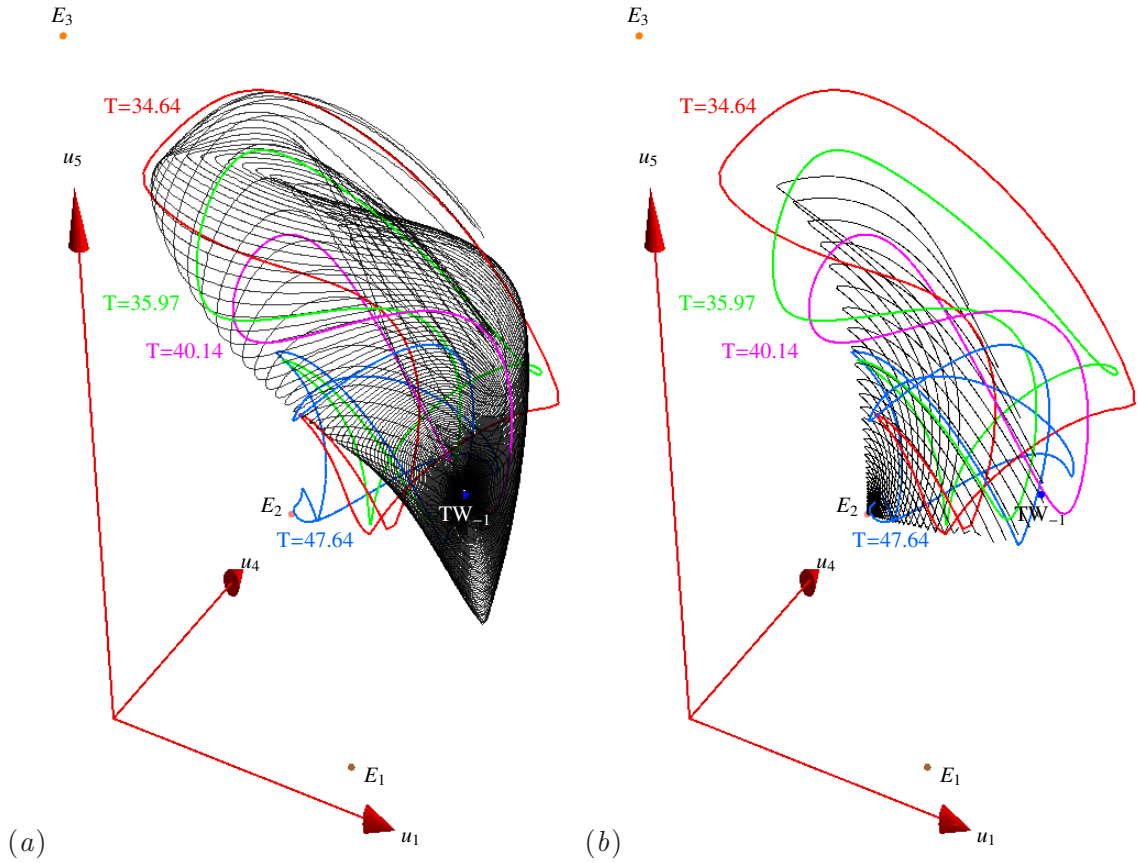 E3
T=34.64
u5
T=35.97
T=40.14
E2
TW−1
T=47.64
u4
E1
u1
(a)
E3
T=34.64
u5
T=35.97
T=40.14
E2
TW−1
T=47.64
u4
E1
u1
(b)